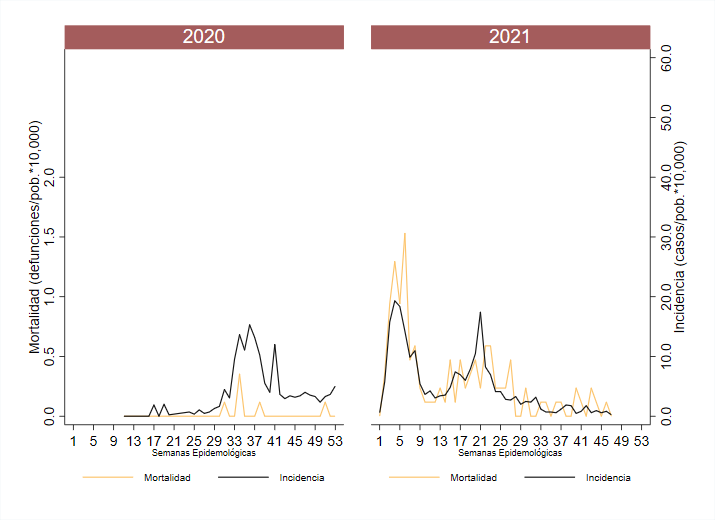 2020
2021
Mortalidad (defunciones/pob.*10,000)
0.0 0.5 1.0 1.5 2.0
1 5 9 13 17 21 25 29 33 37 41 45 49 53
Semanas Epidemológicas
Mortalidad Incidencia
1 5 9 13 17 21 25 29 33 37 41 45 49 53
Semanas Epidemológicas
Mortalidad Incidencia
0.0 10.0 20.0 30.0 40.0 50.0 60.0
Incidencia (casos/pob.*10,000)